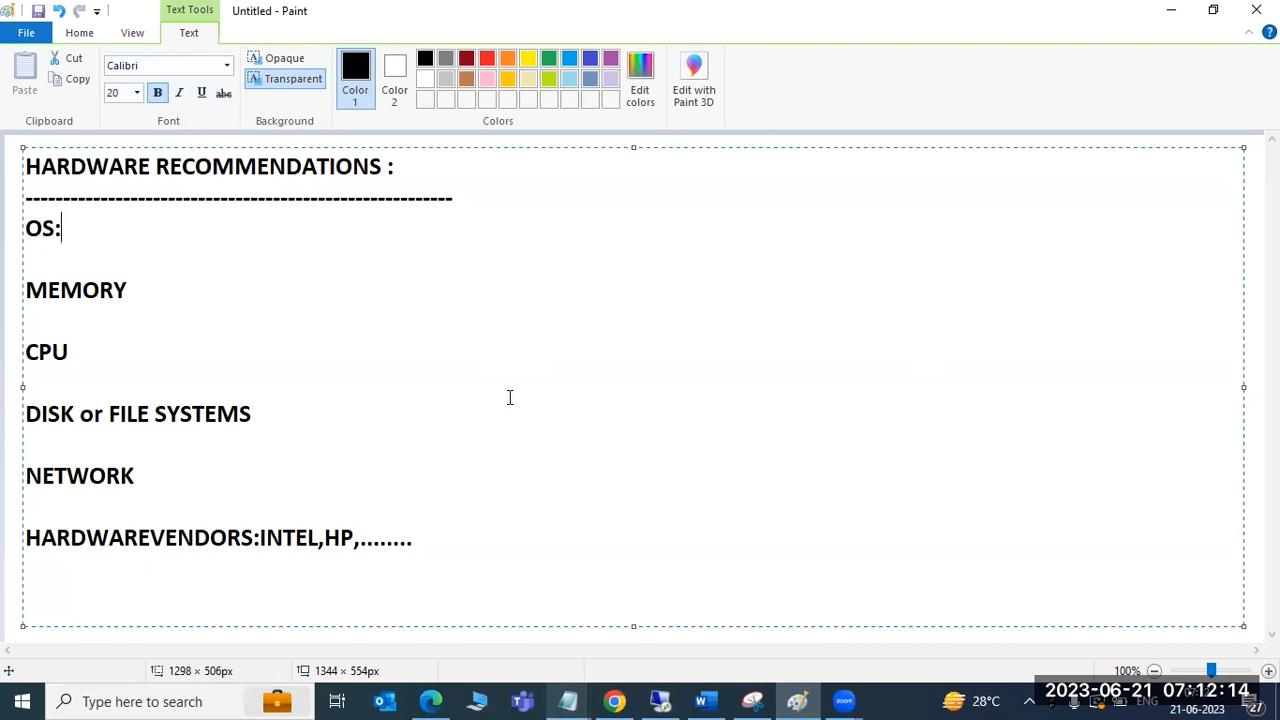 Text Tools
Untitled - Paint
File
Home
View
Text
Paste
Cut
Copy
Clipboard
Calibri
20
B
I
U
abc
Font
Opaque
Transparent
Background
Color
1
Color
2
Edit
colors
Edit with
Paint 3D
Colors
HARDWARE RECOMMENDATIONS :
---------------------------------------------------------
OS:
MEMORY
CPU
DISK or FILE SYSTEMS
NETWORK
HARDWAREVENDORS:INTEL,HP,........
1298 × 506px
1344 × 554px
100%
Type here to search
28°C
ENG
2023-06-21 07:12:14
21-06-2023
27